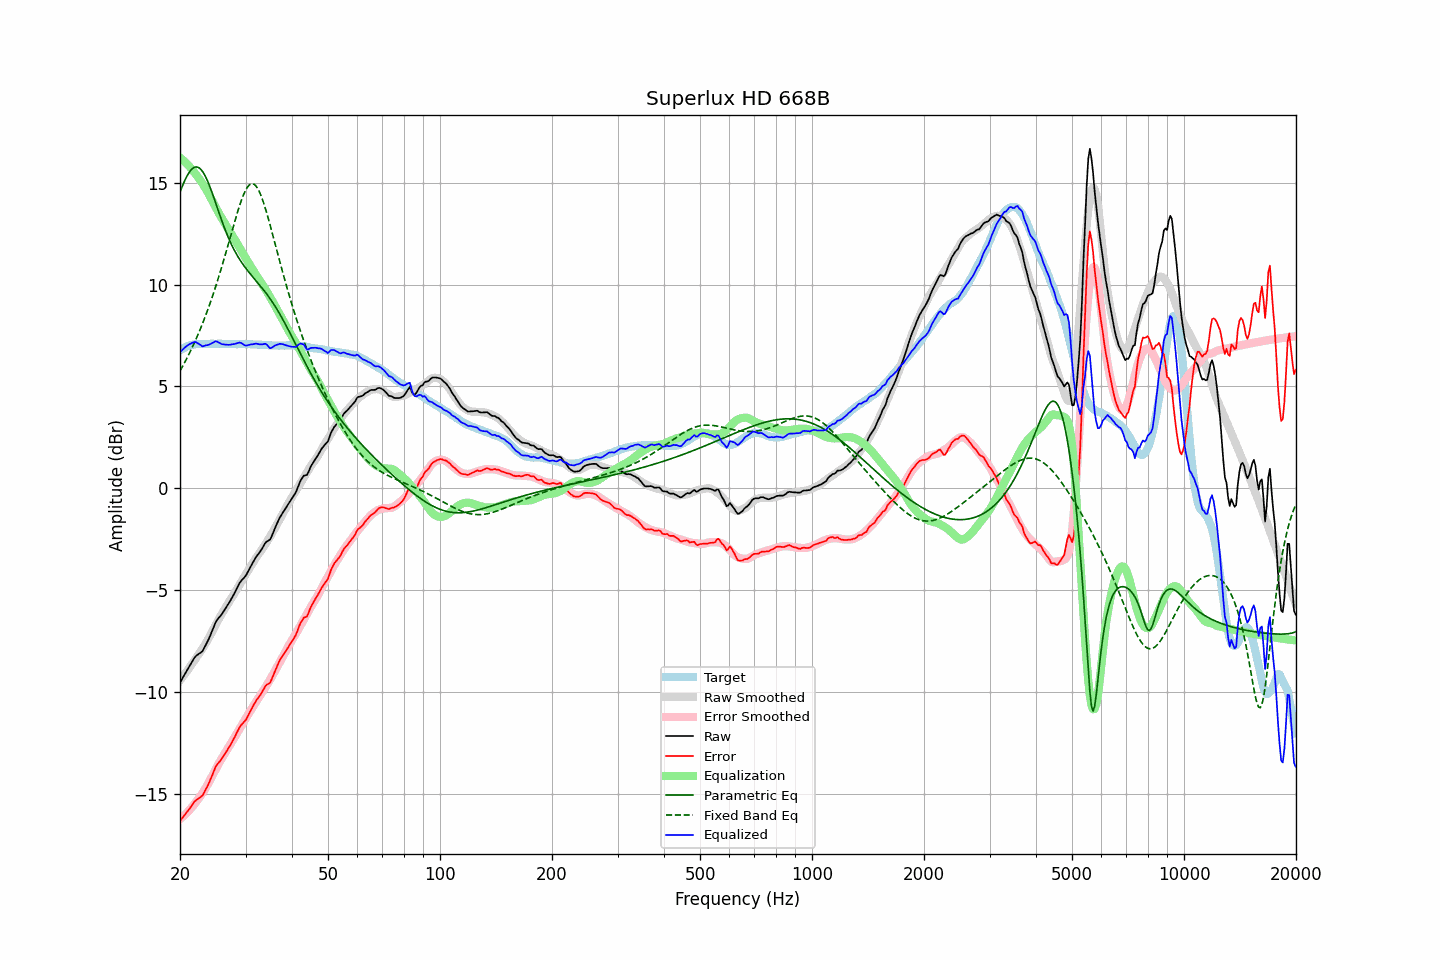 Superlux HD 668B
Amplitude (dBr)
15
10
5
0
−5
−10
−15
Target
Raw Smoothed
Error Smoothed
Raw
Error
Equalization
Parametric Eq
Fixed Band Eq
Equalized
20
50
100
200
500
1000
2000
5000
10000
20000
Frequency (Hz)